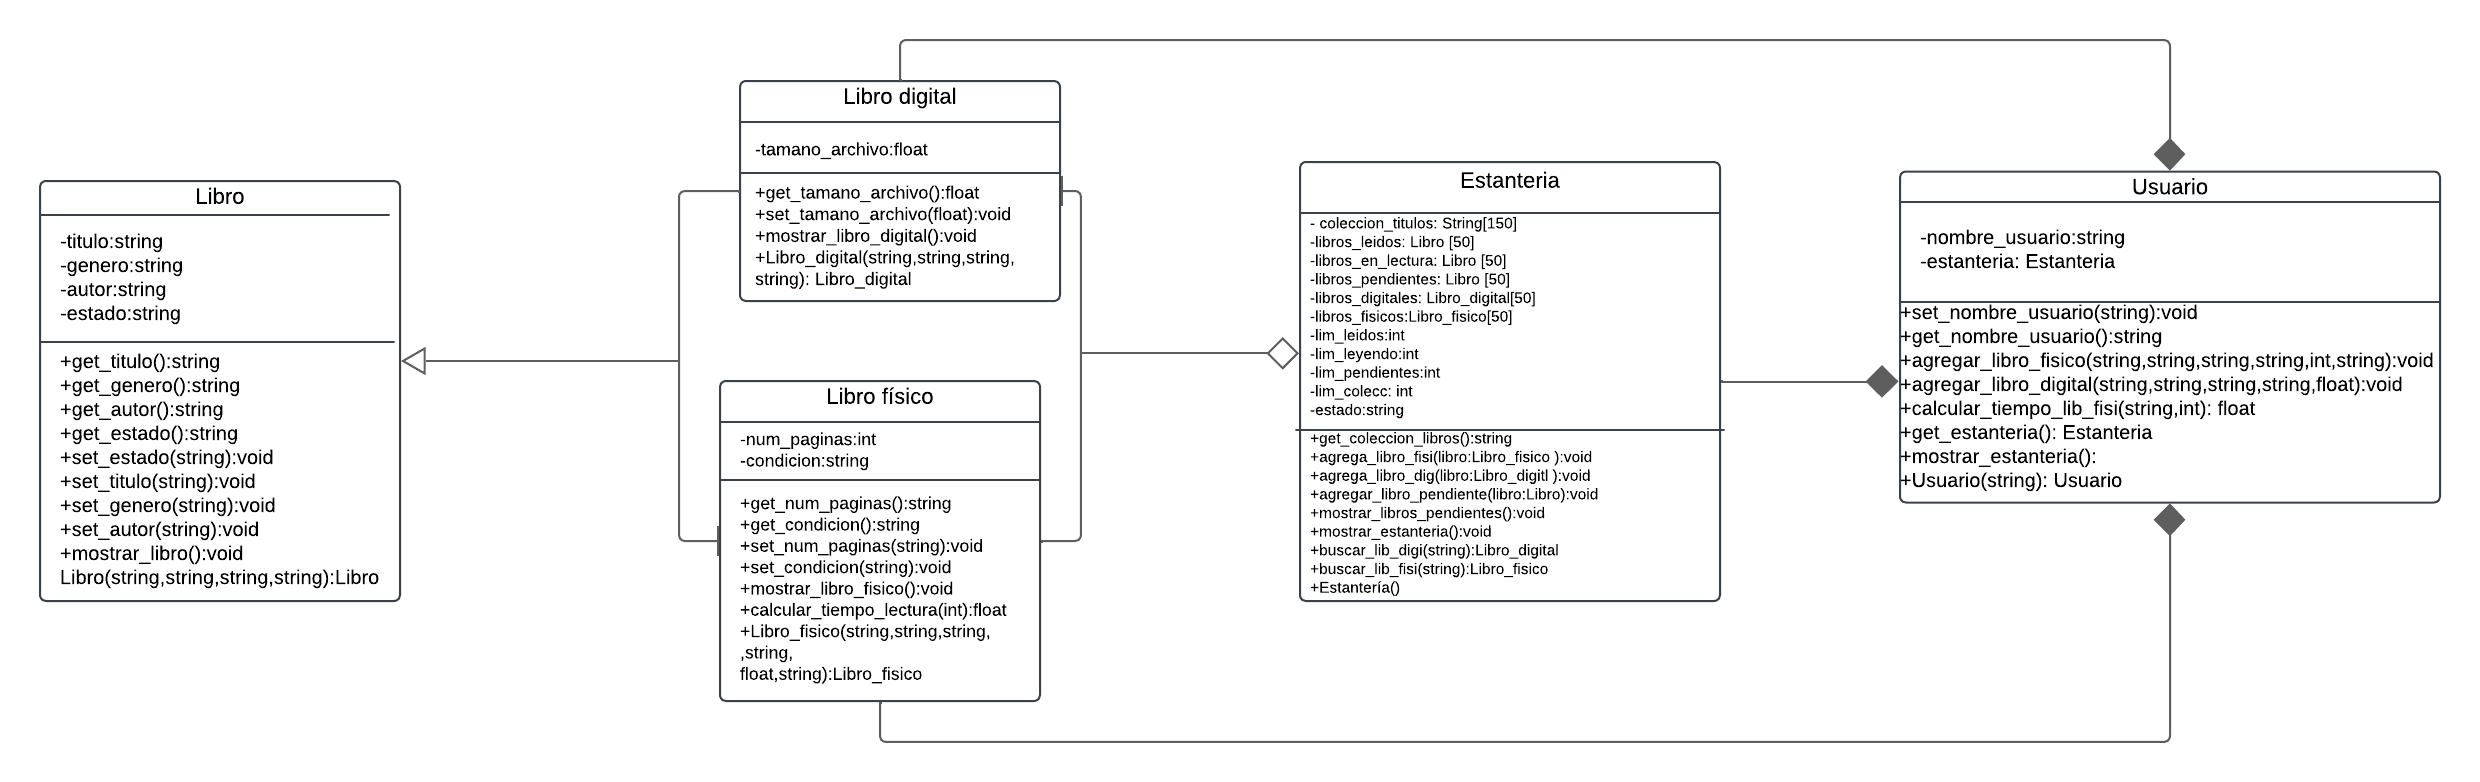 Libro
-titulo:string
-genero:string
-autor:string
-estado:string
+get_titulo():string
+get_genero():string
+get_autor():string
+get_estado():string
+set_estado(string):void
+set_titulo(string):void
+set_genero(string):void
+set_autor(string):void
+mostrar_libro():void
Libro(string,string,string,string):Libro
Libro digital
-tamano_archivo:float
+get_tamano_archivo():float
+set_tamano_archivo(float):void
+mostrar_libro_digital():void
+Libro_digital(string,string,string,
string): Libro_digital
Libro físico
-num_paginas:int
-condicion:string
+get_num_paginas():string
+get_condicion():string
+set_num_paginas(string):void
+set_condicion(string):void
+mostrar_libro_fisico():void
+calcular_tiempo_lectura(int):float
+Libro_fisico(string,string,string,
,string,
float,string):Libro_fisico
Estanteria
- coleccion_titulos: String[150]
-libros_leidos: Libro [50]
-libros_en_lectura: Libro [50]
-libros_pendientes: Libro [50]
-libros_digitales: Libro_digital[50]
-libros_fisicos:Libro_fisico[50]
-lim_leidos:int
-lim_leyendo:int
-lim_pendientes:int
-lim_colecc: int
-estado:string
+get_coleccion_libros():string
+agrega_libro_fisi(libro:Libro_fisico ):void
+agrega_libro_dig(libro:Libro_digitl ):void
+agregar_libro_pendiente(libro:Libro):void
+mostrar_libros_pendientes():void
+mostrar_estanteria():void
+buscar_lib_digi(string):Libro_digital
+buscar_lib_fisi(string):Libro_fisico
+Estantería()
Usuario
-nombre_usuario:string
-estanteria: Estanteria
+set_nombre_usuario(string):void
+get_nombre_usuario():string
+agregar_libro_fisico(string,string,string,string,int,string):void
+agregar_libro_digital(string,string,string,string,float):void
+calcular_tiempo_lib_fisi(string,int): float
+get_estanteria(): Estanteria
+mostrar_estanteria():
+Usuario(string): Usuario